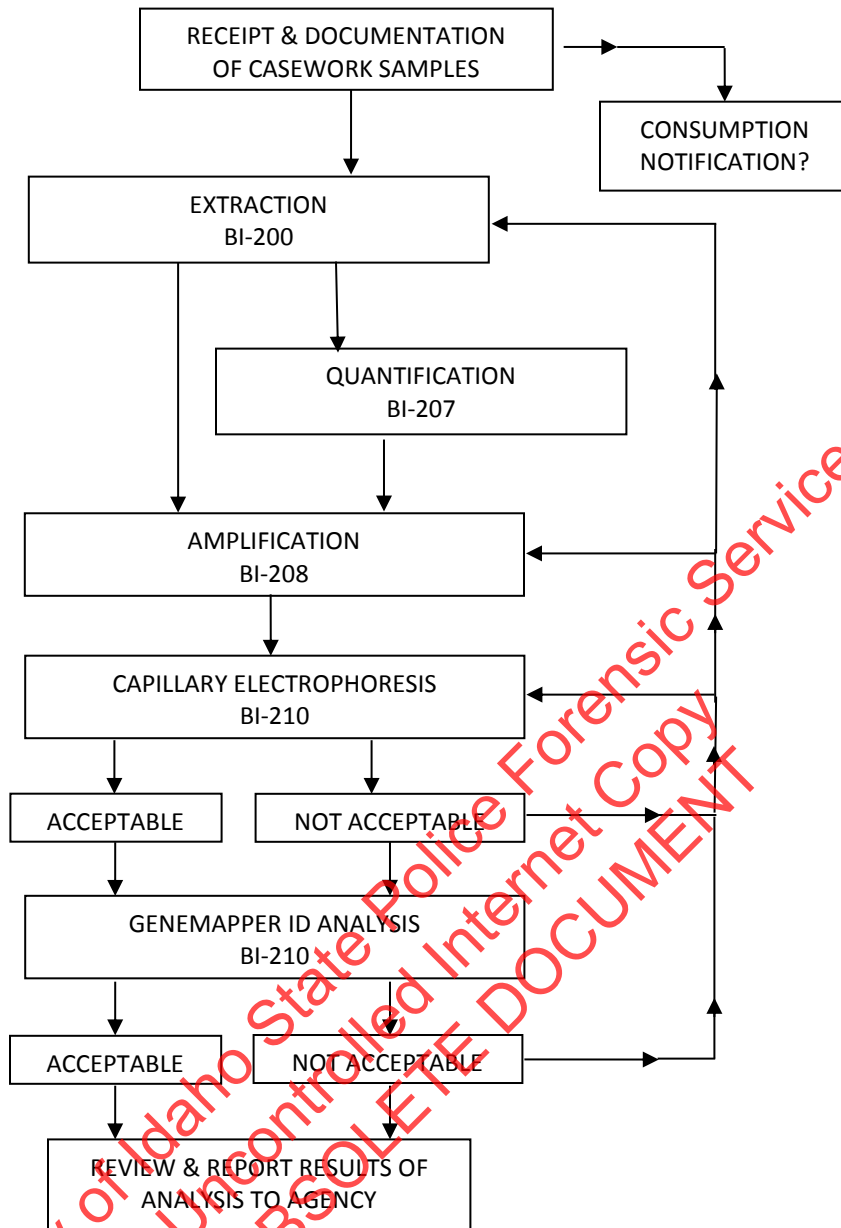 RECEIPT & DOCUMENTATION
OF CASEWORK SAMPLES
CONSUMPTION
NOTIFICATION?
EXTRACTION
BI-200
QUANTIFICATION
BI-207
AMPLIFICATION
BI-208
CAPILLARY ELECTROPHORESIS
BI-210
ACCEPTABLE
NOT ACCEPTABLE
GENEMAPPER ID ANALYSIS
BI-210
ACCEPTABLE
NOT ACCEPTABLE
REVIEW & REPORT RESULTS OF
ANALYSIS TO AGENCY
of Idaho State Police Forensic Service
Uncontrolled Internet Copy
OBSOLETE DOCUMENT